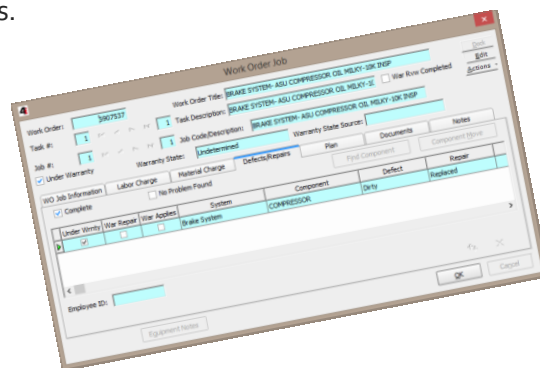 s.
Work Order Job
Work Order: 3907537 Work Order Title: BRAKE SYSTEM- ASU COMPRESSOR OIL MILKY-10K INSP
Task #: 1 1 Task Description: BRAKE SYSTEM- ASU COMPRESSOR OIL MILKY-1( War Rvw Completed
Job #: 1 1 Job Code/Description: BRAKE SYSTEM- ASU COMPRESSOR OIL MILKY-10K INSP
Under Warranty Warranty State: Undetermined Warranty State Source:
Edit
Actions
WO Job Information Labor Charge Material Charge Defects/Repairs Plan Documents Notes
Complete No Problem Found Find Component Component Move
Under Wrnty War Repair War Applies System Component Defect Repair
Brake System COMPRESSOR Dirty Replaced
Employee ID:
Equipment Notes
OK Cancel